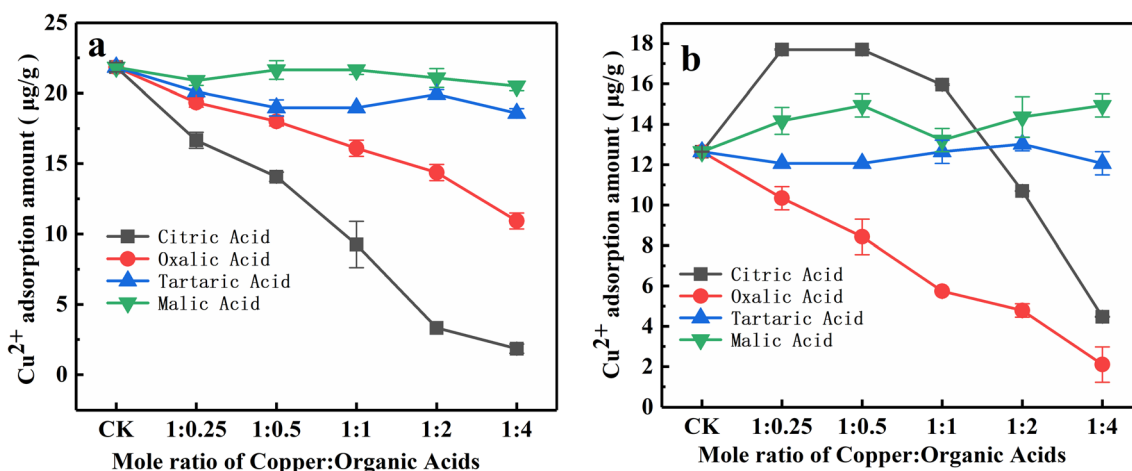 a
Cu2+ adsorption amount ( μg/g )
25
20
15
10
5
0
Citric Acid
Oxalic Acid
Tartaric Acid
Malic Acid
CK 1:0.25 1:0.5 1:1 1:2 1:4
Mole ratio of Copper:Organic Acids
b
Cu2+ adsorption amount ( μg/g )
18
16
14
12
10
8
6
4
2
0
Citric Acid
Oxalic Acid
Tartaric Acid
Malic Acid
CK 1:0.25 1:0.5 1:1 1:2 1:4
Mole ratio of Copper:Organic Acids